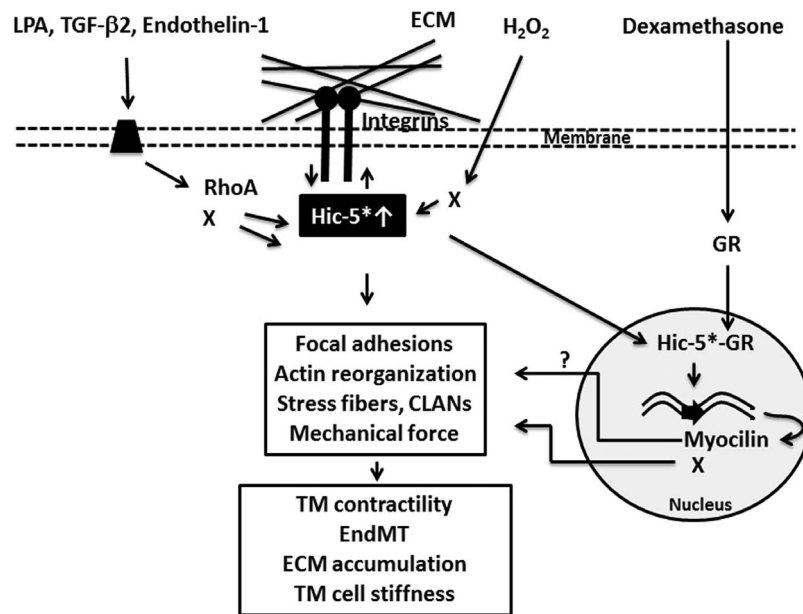 LPA, TGF-β2, Endothelin-1
ECM
H₂O₂
Dexamethasone
Integrins
Membrane
RhoA
X
Hic-5*↑
X
GR
Focal adhesions
Actin reorganization
Stress fibers, CLANs
Mechanical force
?
Hic-5*-GR
Myocilin
X
Nucleus
TM contractility
EndMT
ECM accumulation
TM cell stiffness